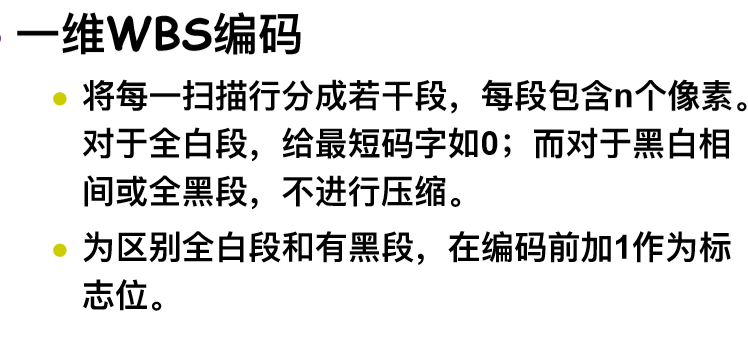 一维WBS编码
将每一扫描行分成若干段，每段包含n个像素。
对于全白段，给最短码字如0；而对于黑白相
间或全黑段，不进行压缩。
为区别全白段和有黑段，在编码前加1作为标
志位。